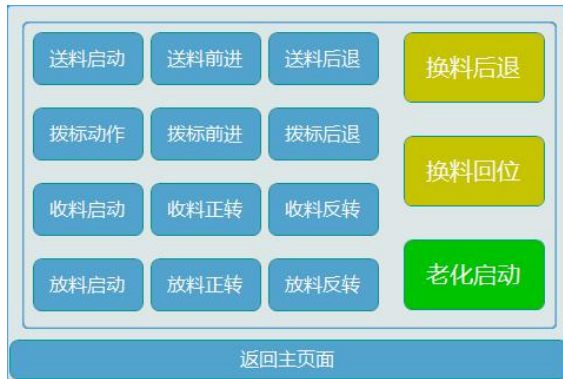 送料启动 送料前进 送料后退 换料后退
拨标动作 拨标前进 拨标后退 换料回位
收料启动 收料正转 收料反转 老化启动
放料启动 放料正转 放料反转
返回主页面